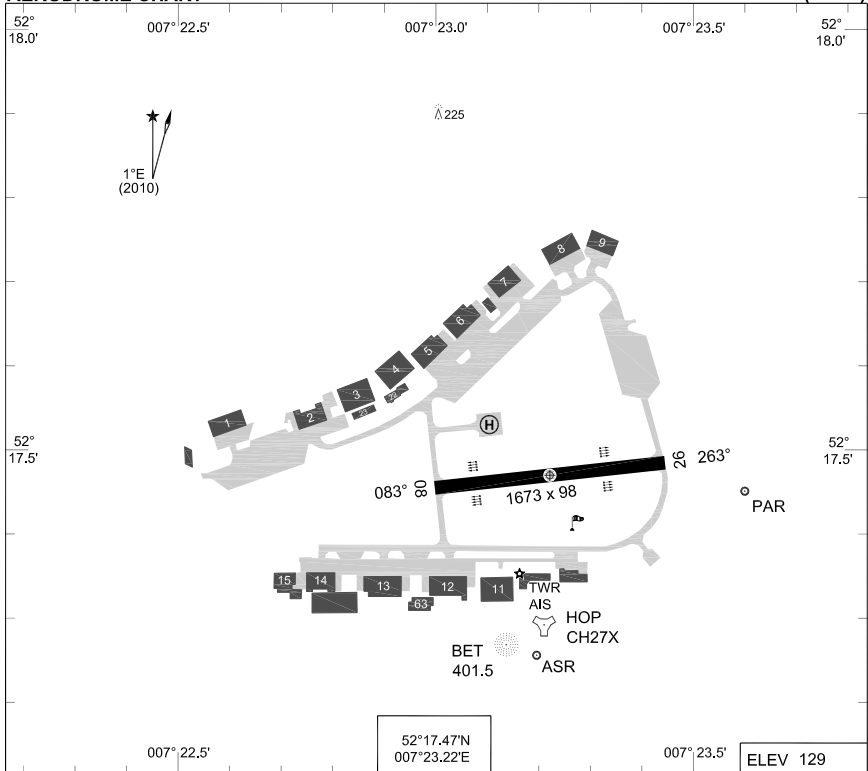 52°
18.0'
007° 22.5'
007° 23.0'
007° 23.5'
52°
18.0'
225
1°E
(2010)
9
8
7
6
5
4
3
22
23
2
1
H
52°
17.5'
52°
17.5'
083°
08
1673 x 98
26
263°
PAR
15
14
13
12
11
63
TWR
AIS
HOP
CH27X
BET
401.5
ASR
007° 22.5'
52°17.47'N
007°23.22'E
007° 23.5'
ELEV 129